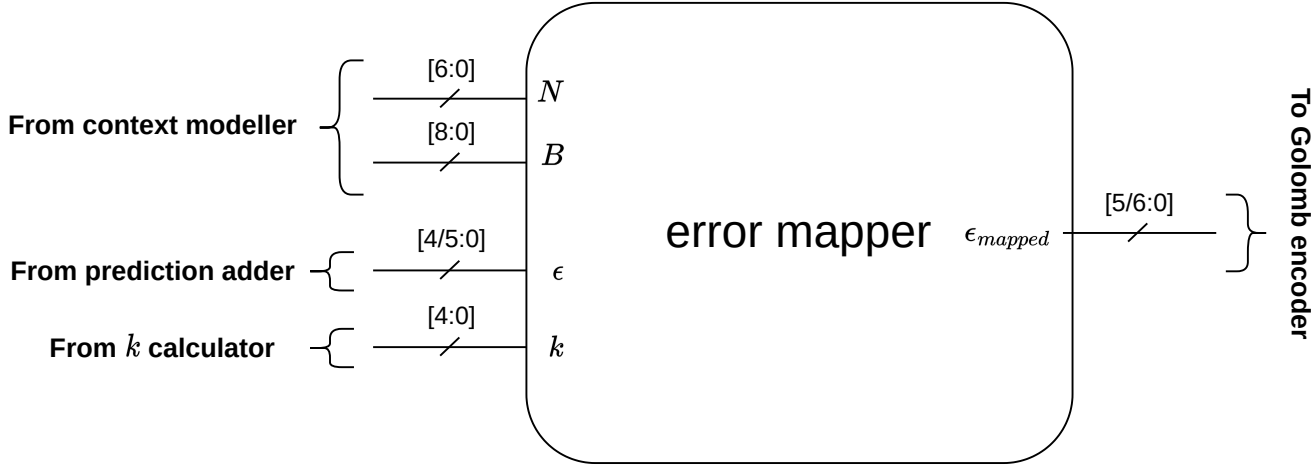 [6:0]
N
From context modeller
[8:0]
B
[4/5:0]
From prediction adder
ϵ
[4:0]
From k calculator
k
error mapper
[5/6:0]
ϵmapped
To Golomb encoder